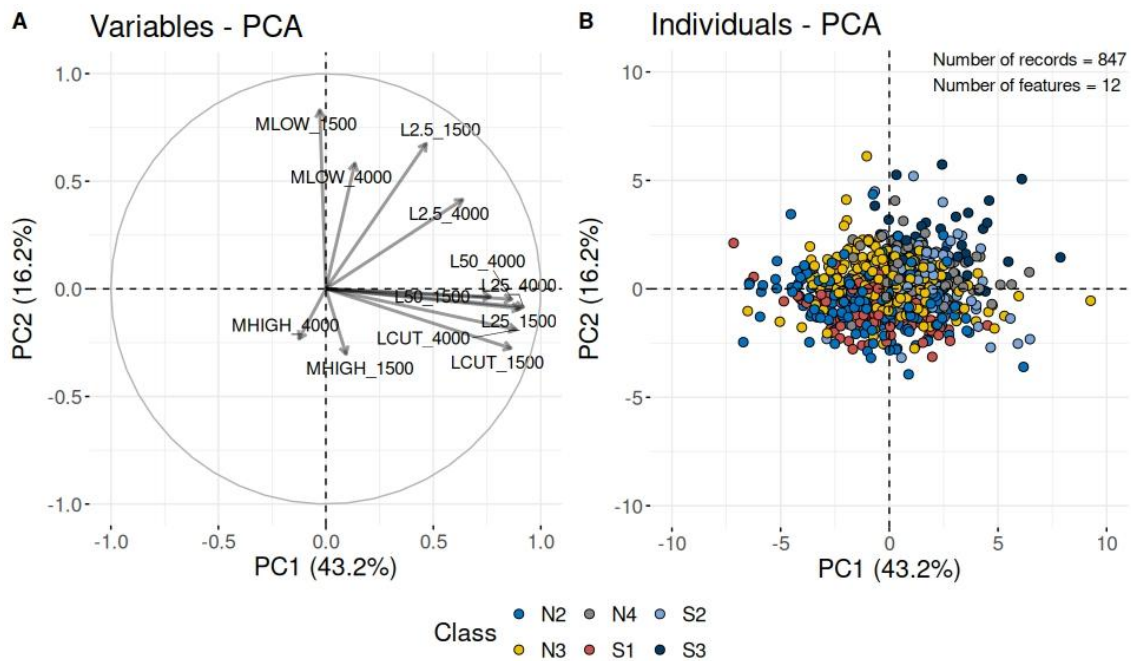 A
Variables - PCA
1.0
0.5
0.0
-0.5
-1.0
PC2 (16.2%)
MLOW_1500
L2.5_1500
MLOW_4000
L2.5_4000
L50_4000
L25_4000
L50_1500
L25_1500
MHIGH_4000
LCUT_4000
LCUT_1500
MHIGH_1500
-1.0 -0.5 0.0 0.5 1.0
PC1 (43.2%)
B
Individuals - PCA
Number of records = 847
Number of features = 12
10
5
0
-5
-10
PC2 (16.2%)
-10 -5 0 5 10
PC1 (43.2%)
Class
N2 N4 S2
N3 S1 S3